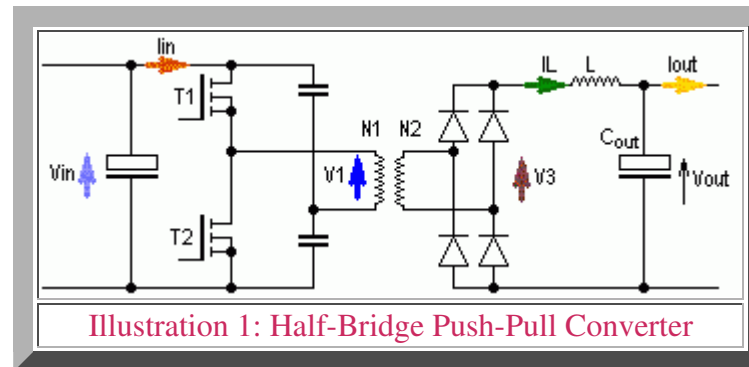 Iin
IL
L
Iout
T1
N1
N2
Cout
Vin
V1
V3
Vout
T2
Illustration 1: Half-Bridge Push-Pull Converter